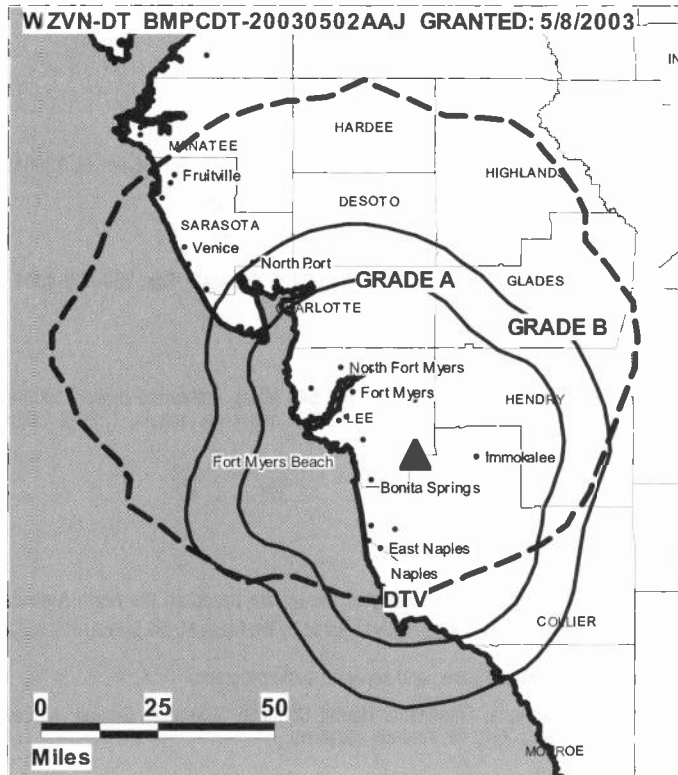 WZVN-DT BMPCDT-20030502AAJ GRANTED: 5/8/2003
HARDEE
MANATEE
Fruitville
HIGHLANDS
DESOTO
SARASOTA
Venice
North Port
GRADE A
GLADES
CHARLOTTE
GRADE B
North Fort Myers
Fort Myers
HENDRY
LEE
Fort Myers Beach
Immokalee
Bonita Springs
East Naples
Naples
DTV
COLLIER
0 25 50
Miles
MONROE